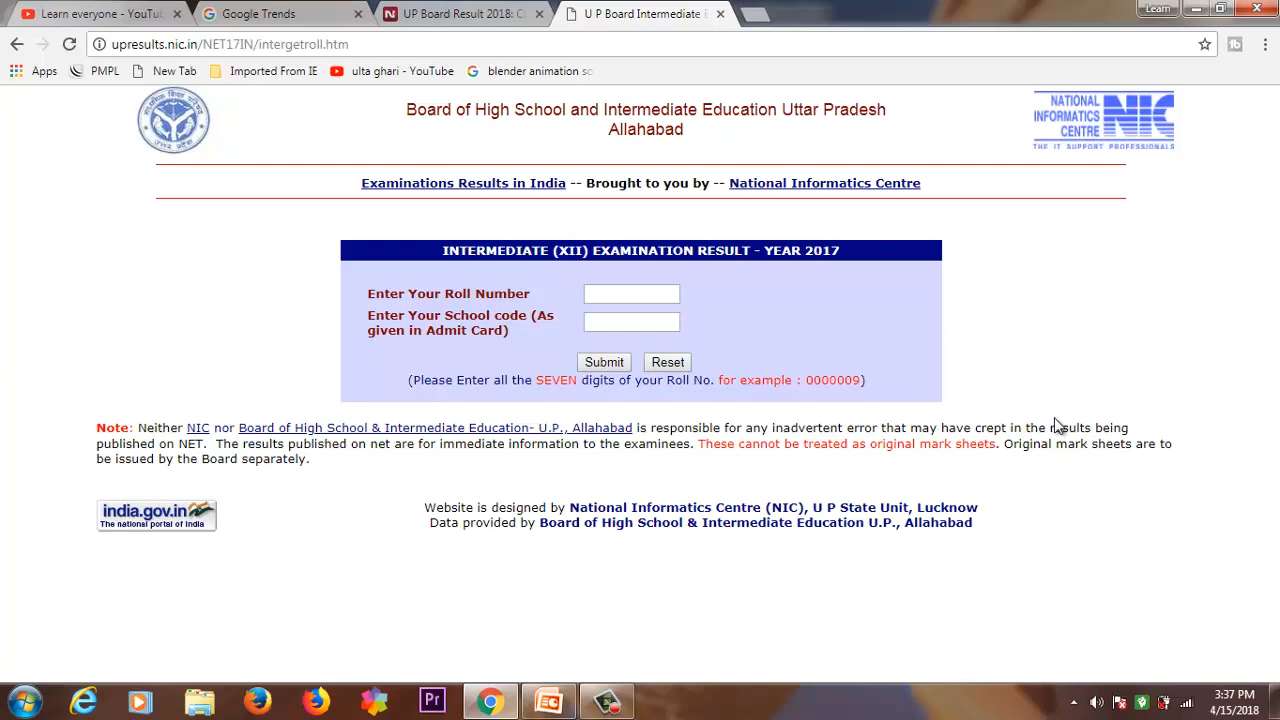 Learn everyone - YouTu
Google Trends
UP Board Result 2018: C
U P Board Intermediate E
Learn
upresults.nic.in/NET17IN/intergetroll.htm
Apps
PMPL
New Tab
Imported From IE
ulta ghari - YouTube
blender animation so
Board of High School and Intermediate Education Uttar Pradesh
Allahabad
NATIONAL
INFORMATICS
CENTRE
NIC
THE IT SUPPORT PROFESSIONALS
Examinations Results in India -- Brought to you by -- National Informatics Centre
INTERMEDIATE (XII) EXAMINATION RESULT - YEAR 2017
Enter Your Roll Number
Enter Your School code (As
given in Admit Card)
Submit
Reset
(Please Enter all the SEVEN digits of your Roll No. for example : 0000009)
Note: Neither NIC nor Board of High School & Intermediate Education- U.P., Allahabad is responsible for any inadvertent error that may have crept in the results being
published on NET. The results published on net are for immediate information to the examinees. These cannot be treated as original mark sheets. Original mark sheets are to
be issued by the Board separately.
india.gov.in
The national portal of India
Website is designed by National Informatics Centre (NIC), U P State Unit, Lucknow
Data provided by Board of High School & Intermediate Education U.P., Allahabad
Pr
3:37 PM
4/15/2018